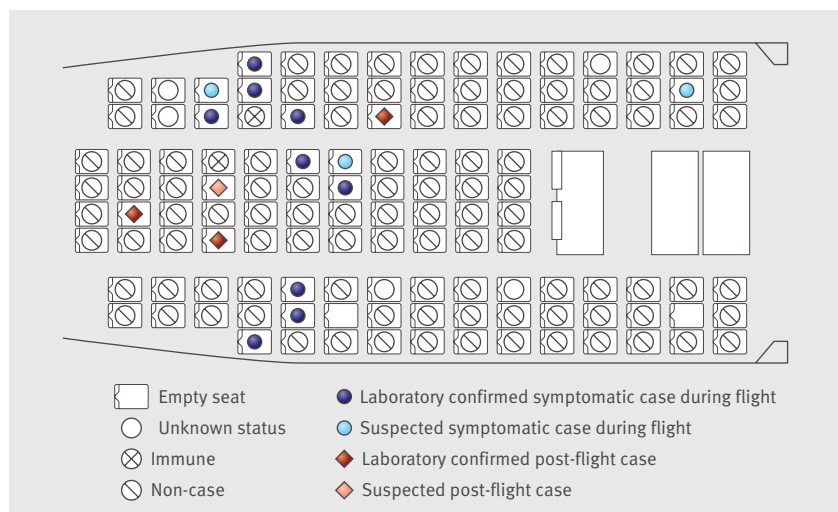 Empty seat
Unknown status
Immune
Non-case
Laboratory confirmed symptomatic case during flight
Suspected symptomatic case during flight
Laboratory confirmed post-flight case
Suspected post-flight case